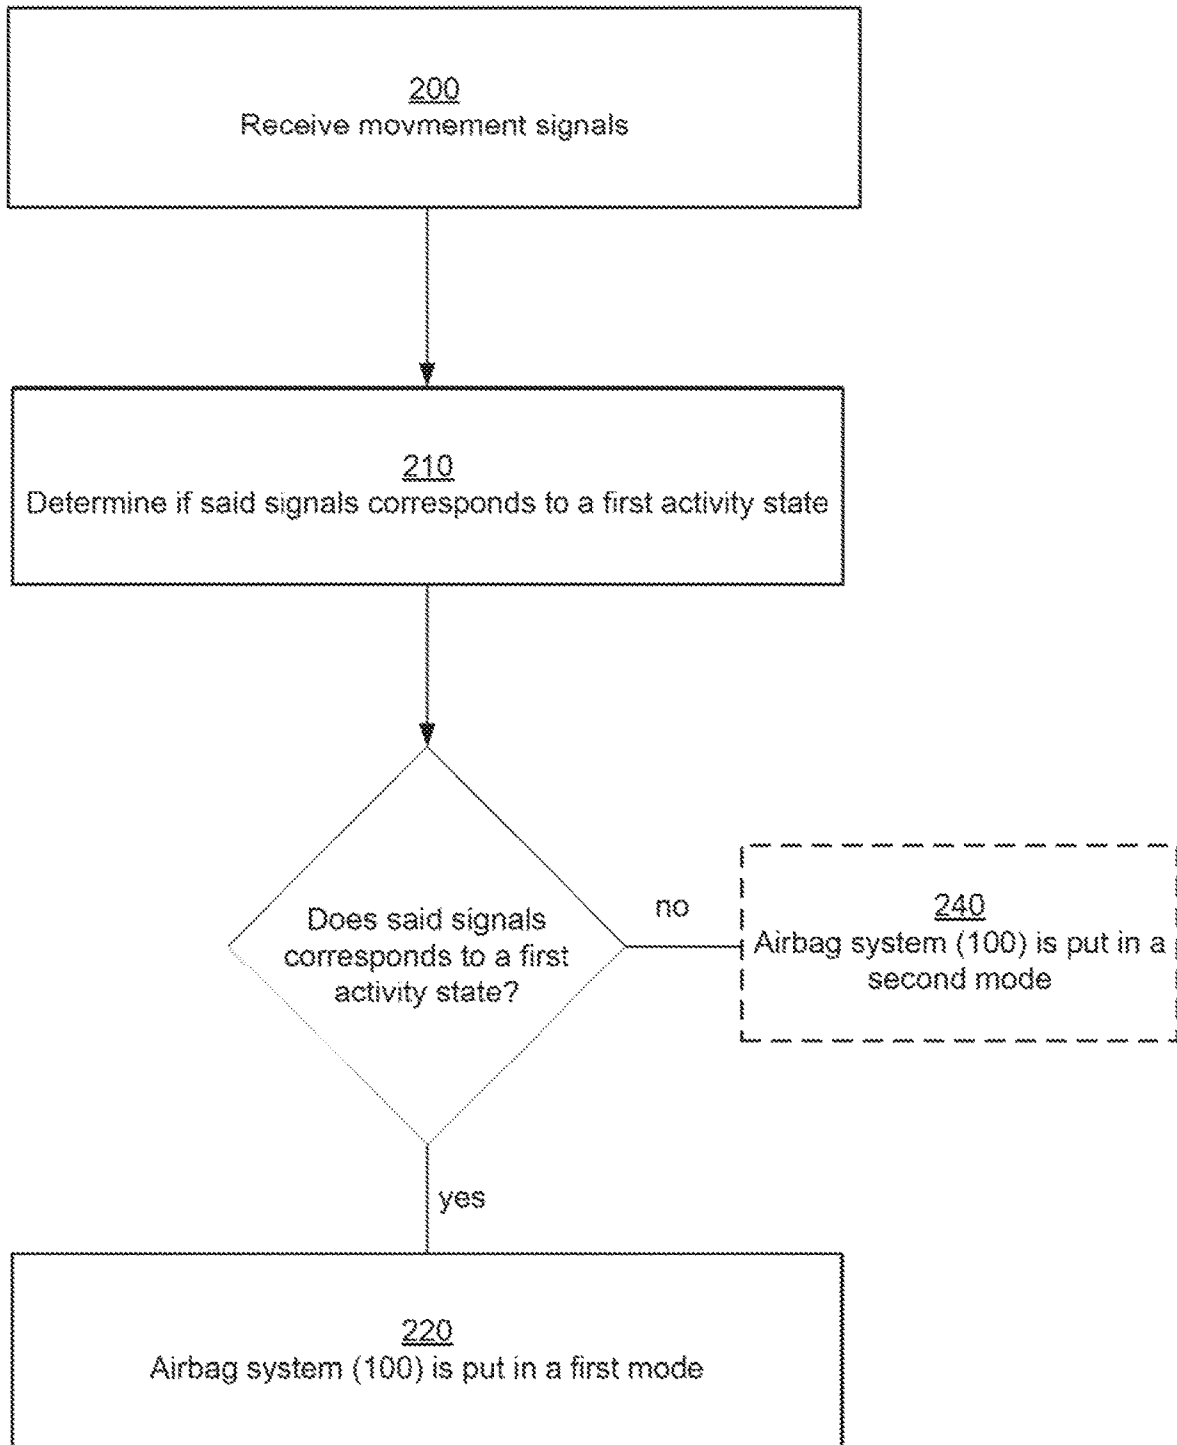 200
Receive movmement signals
210
Determine if said signals corresponds to a first activity state
Does said signals
corresponds to a first
activity state?
no
240
Airbag system (100) is put in a
second mode
yes
220
Airbag system (100) is put in a first mode